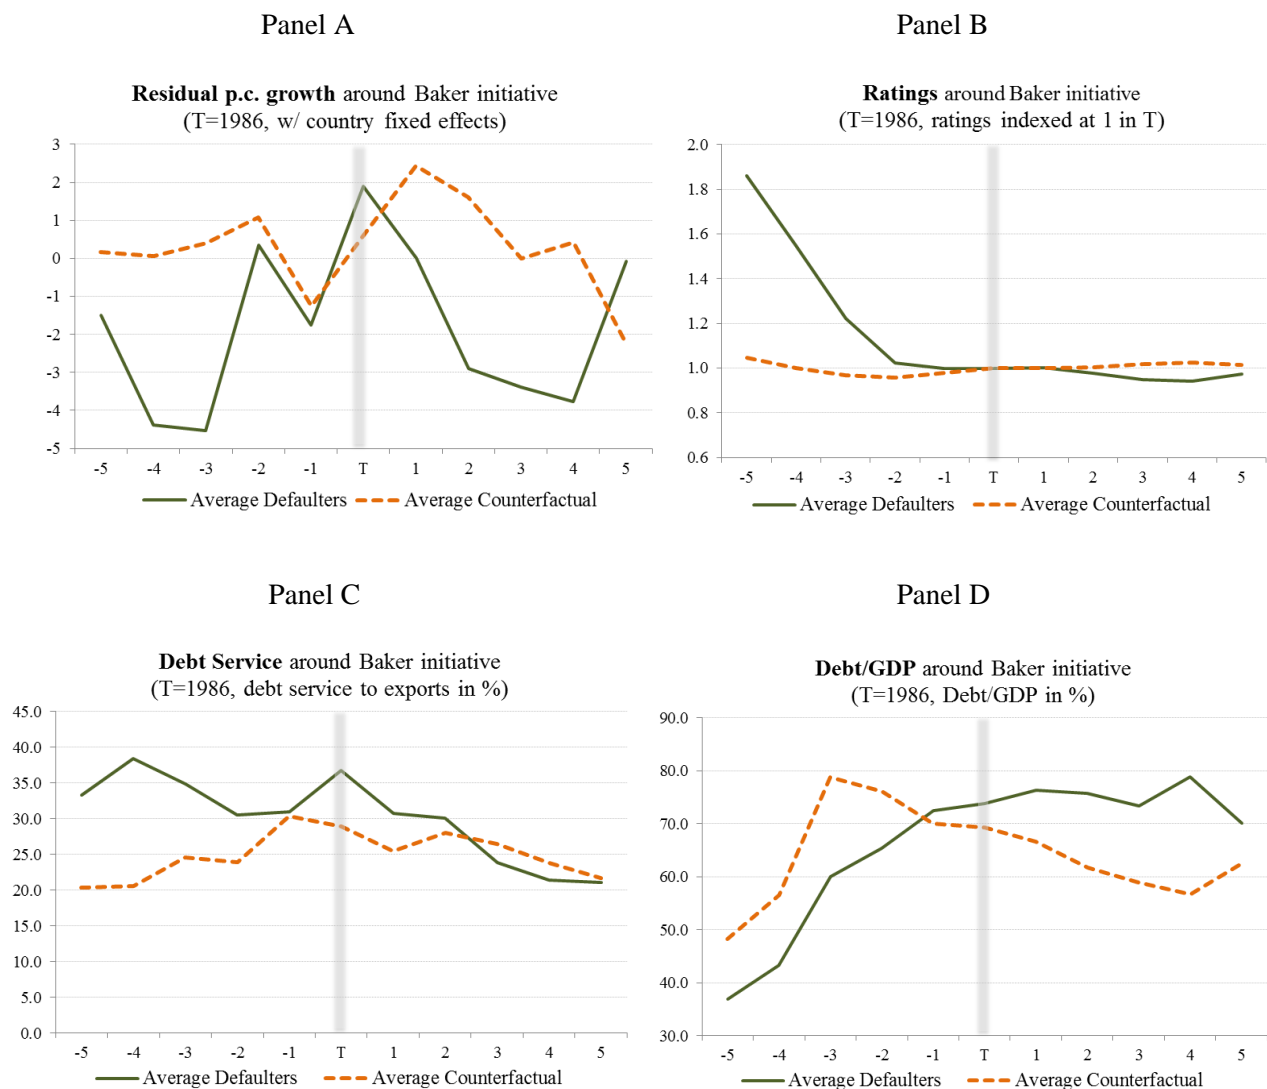 Panel A
Residual p.c. growth around Baker initiative
(T=1986, w/ country fixed effects)
3
2
1
0
-1
-2
-3
-4
-5
-5 -4 -3 -2 -1 T 1 2 3 4 5
Average Defaulters Average Counterfactual
Panel B
Ratings around Baker initiative
(T=1986, ratings indexed at 1 in T)
2.0
1.8
1.6
1.4
1.2
1.0
0.8
0.6
-5 -4 -3 -2 -1 T 1 2 3 4 5
Average Defaulters Average Counterfactual
Panel C
Debt Service around Baker initiative
(T=1986, debt service to exports in %)
45.0
40.0
35.0
30.0
25.0
20.0
15.0
10.0
5.0
0.0
-5 -4 -3 -2 -1 T 1 2 3 4 5
Average Defaulters Average Counterfactual
Panel D
Debt/GDP around Baker initiative
(T=1986, Debt/GDP in %)
90.0
80.0
70.0
60.0
50.0
40.0
30.0
-5 -4 -3 -2 -1 T 1 2 3 4 5
Average Defaulters Average Counterfactual